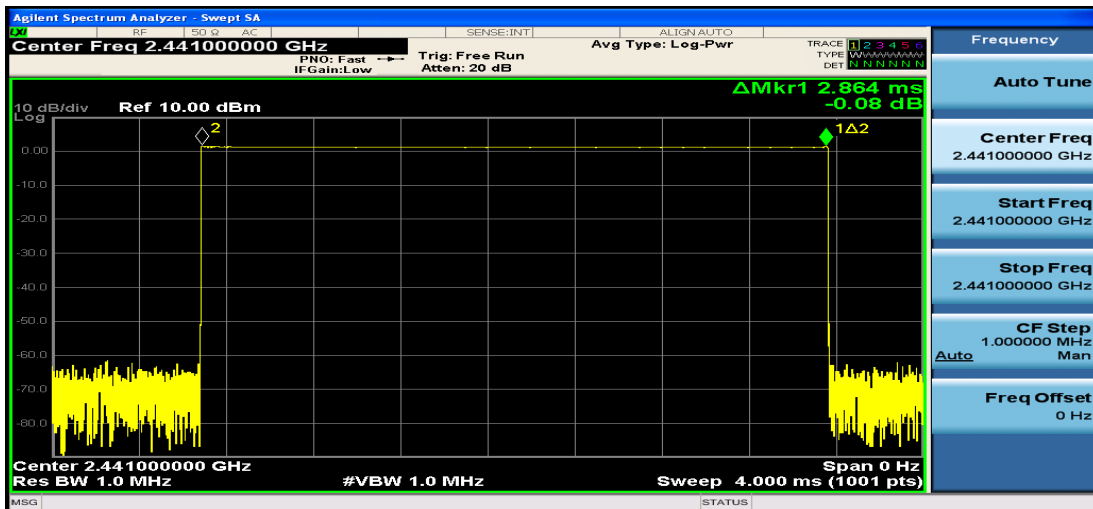 Agilent Spectrum Analyzer - Swept SA
LXI RF 50 Ω AC SENSE:INT ALIGN AUTO
Center Freq 2.441000000 GHz
PNO: Fast
IFGain:Low
Trig: Free Run
Atten: 20 dB
Avg Type: Log-Pwr
TRACE 1 2 3 4 5 6
TYPE WWWWWW
DET N N N N N N
ΔMkr1 2.864 ms
-0.08 dB
10 dB/div Ref 10.00 dBm
Log
2
1Δ2
0.00
-10.0
-20.0
-30.0
-40.0
-50.0
-60.0
-70.0
-80.0
Center 2.441000000 GHz Span 0 Hz
Res BW 1.0 MHz #VBW 1.0 MHz Sweep 4.000 ms (1001 pts)
MSG STATUS
Frequency
Auto Tune
Center Freq
2.441000000 GHz
Start Freq
2.441000000 GHz
Stop Freq
2.441000000 GHz
CF Step
1.000000 MHz
Auto Man
Freq Offset
0 Hz